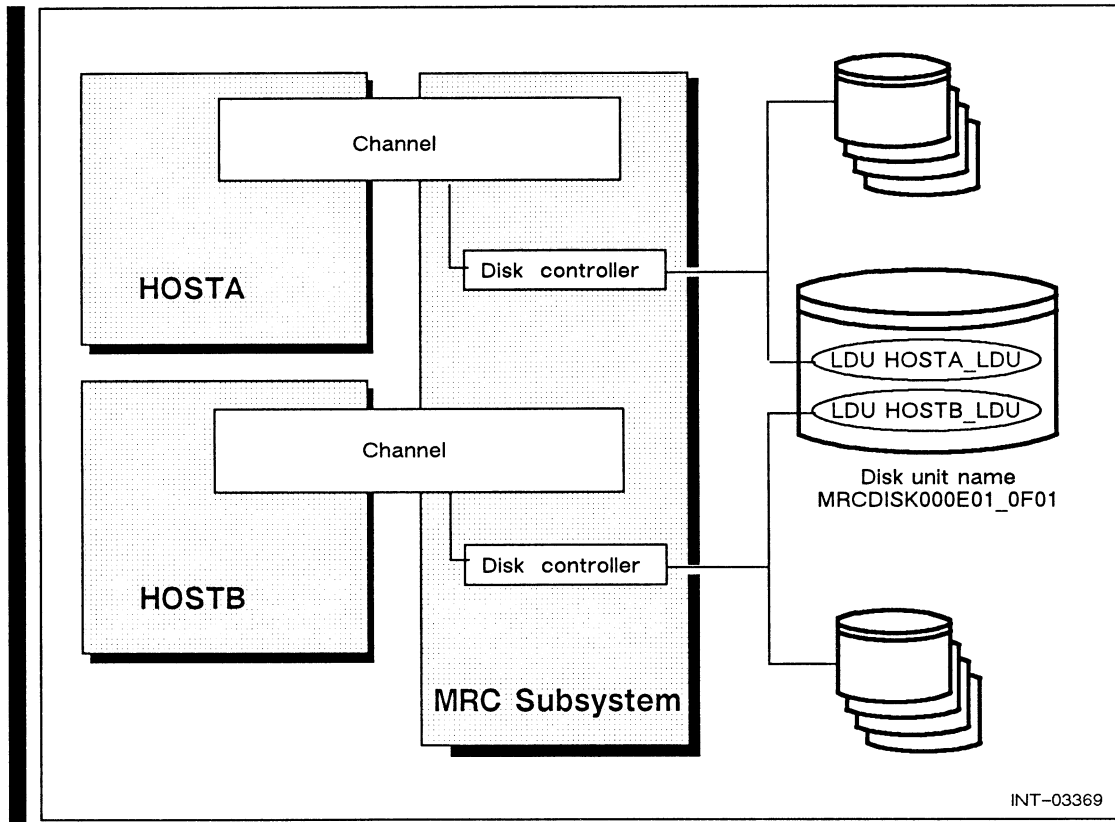 Channel
Disk controller
HOSTA
LDU HOSTA_LDU
LDU HOSTB_LDU
Disk unit name
MRCDISK000E01_0F01
Channel
Disk controller
HOSTB
MRC Subsystem
INT-03369